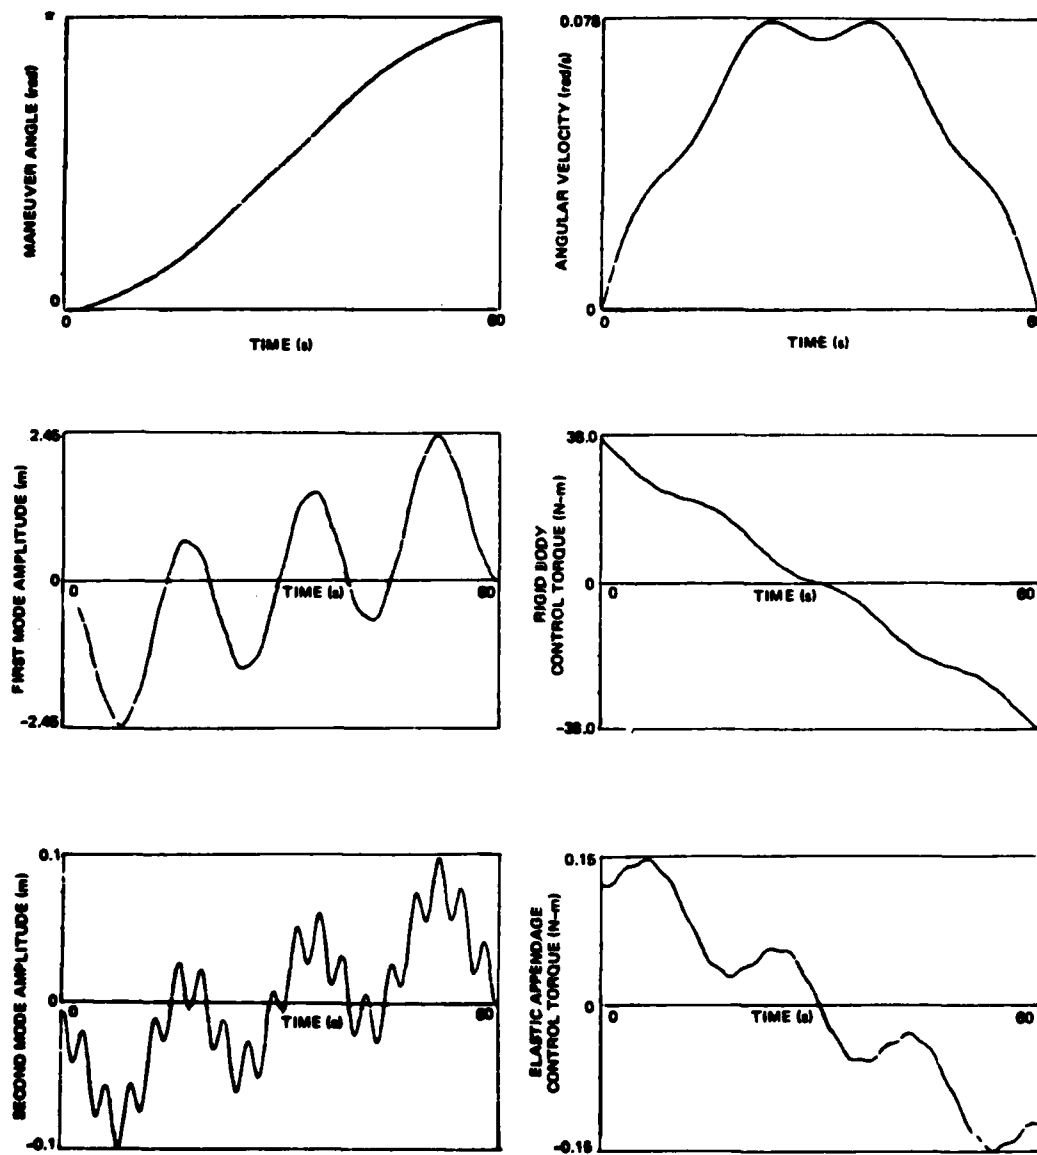 π
MANEUVER ANGLE (rad)
0
0
60
TIME (s)
0.078
ANGULAR VELOCITY (rad/s)
0
0
60
TIME (s)
2.45
FIRST MODE AMPLITUDE (m)
0
0
TIME (s)
60
-2.45
38.0
RIGID BODY
CONTROL TORQUE (N-m)
0
0
TIME (s)
60
-38.0
0.1
SECOND MODE AMPLITUDE (m)
0
0
TIME (s)
60
-0.1
0.15
ELASTIC APPENDAGE
CONTROL TORQUE (N-m)
0
0
TIME (s)
60
-0.15